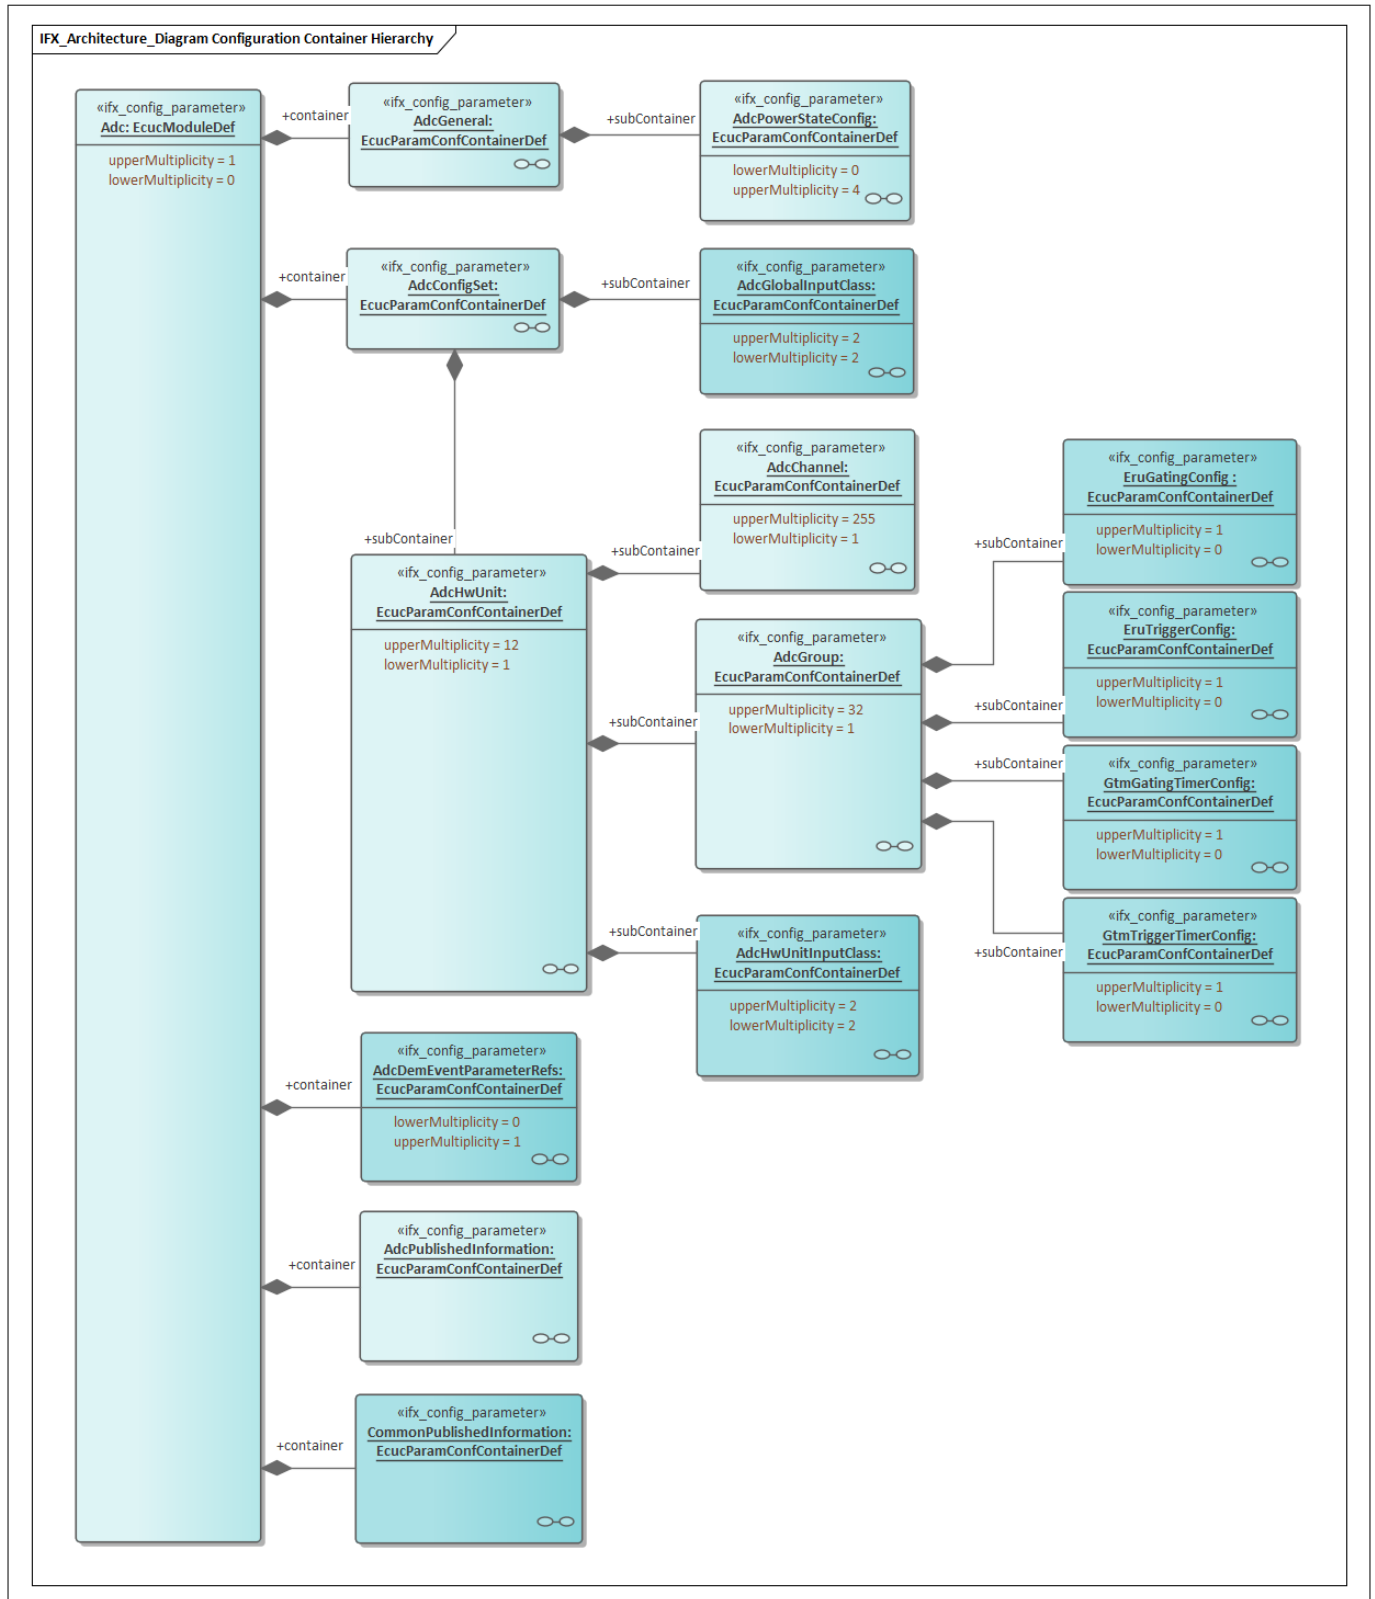 IFX_Architecture_Diagram Configuration Container Hierarchy
«ifx_config_parameter»
Adc: EcucModuleDef
upperMultiplicity = 1
lowerMultiplicity = 0
+container
«ifx_config_parameter»
AdcGeneral:
EcucParamConfContainerDef
+subContainer
«ifx_config_parameter»
AdcPowerStateConfig:
EcucParamConfContainerDef
lowerMultiplicity = 0
upperMultiplicity = 4
+container
«ifx_config_parameter»
AdcConfigSet:
EcucParamConfContainerDef
+subContainer
«ifx_config_parameter»
AdcGlobalInputClass:
EcucParamConfContainerDef
upperMultiplicity = 2
lowerMultiplicity = 2
+subContainer
«ifx_config_parameter»
AdcHwUnit:
EcucParamConfContainerDef
upperMultiplicity = 12
lowerMultiplicity = 1
+subContainer
«ifx_config_parameter»
AdcChannel:
EcucParamConfContainerDef
upperMultiplicity = 255
lowerMultiplicity = 1
+subContainer
«ifx_config_parameter»
AdcGroup:
EcucParamConfContainerDef
upperMultiplicity = 32
lowerMultiplicity = 1
+subContainer
«ifx_config_parameter»
EruGatingConfig :
EcucParamConfContainerDef
upperMultiplicity = 1
lowerMultiplicity = 0
+subContainer
«ifx_config_parameter»
EruTriggerConfig:
EcucParamConfContainerDef
upperMultiplicity = 1
lowerMultiplicity = 0
+subContainer
«ifx_config_parameter»
GtmGatingTimerConfig:
EcucParamConfContainerDef
upperMultiplicity = 1
lowerMultiplicity = 0
+subContainer
«ifx_config_parameter»
GtmTriggerTimerConfig:
EcucParamConfContainerDef
upperMultiplicity = 1
lowerMultiplicity = 0
+subContainer
«ifx_config_parameter»
AdcHwUnitInputClass:
EcucParamConfContainerDef
upperMultiplicity = 2
lowerMultiplicity = 2
+container
«ifx_config_parameter»
AdcDemEventParameterRefs:
EcucParamConfContainerDef
lowerMultiplicity = 0
upperMultiplicity = 1
+container
«ifx_config_parameter»
AdcPublishedInformation:
EcucParamConfContainerDef
+container
«ifx_config_parameter»
CommonPublishedInformation:
EcucParamConfContainerDef